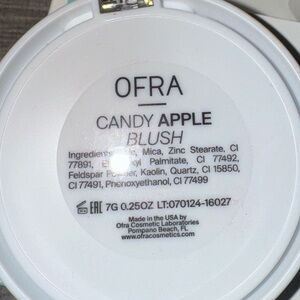 OFRA
CANDY APPLE
BLUSH
Mica, Zinc Stearate, CI
77891, Palmitate, CI 77492,
Feldspar Powder, Kaolin, Quartz, CI 15850,
CI 77491, Phenoxyethanol, CI 77499
EAC 7G 0.25OZ LT:070124-16027
Made in the USA by
Ofra Cosmetic Laboratories
Pompano Beach, FL
www.ofracosmetics.com